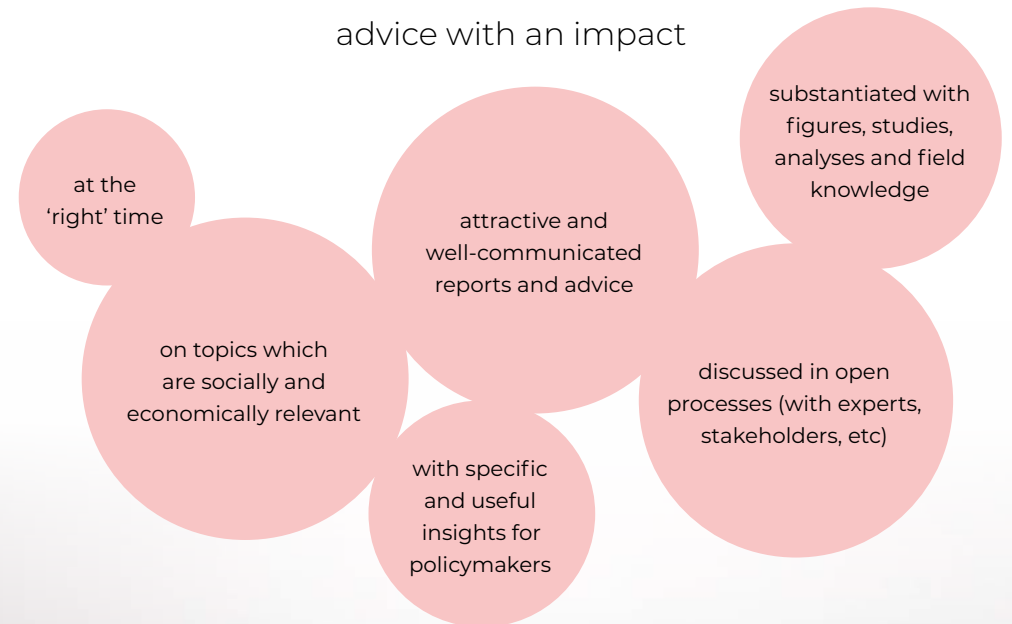 advice with an impact
at the
‘right’ time
on topics which
are socially and
economically relevant
attractive and
well-communicated
reports and advice
with specific
and useful
insights for
policymakers
substantiated with
figures, studies,
analyses and field
knowledge
discussed in open
processes (with experts,
stakeholders, etc)